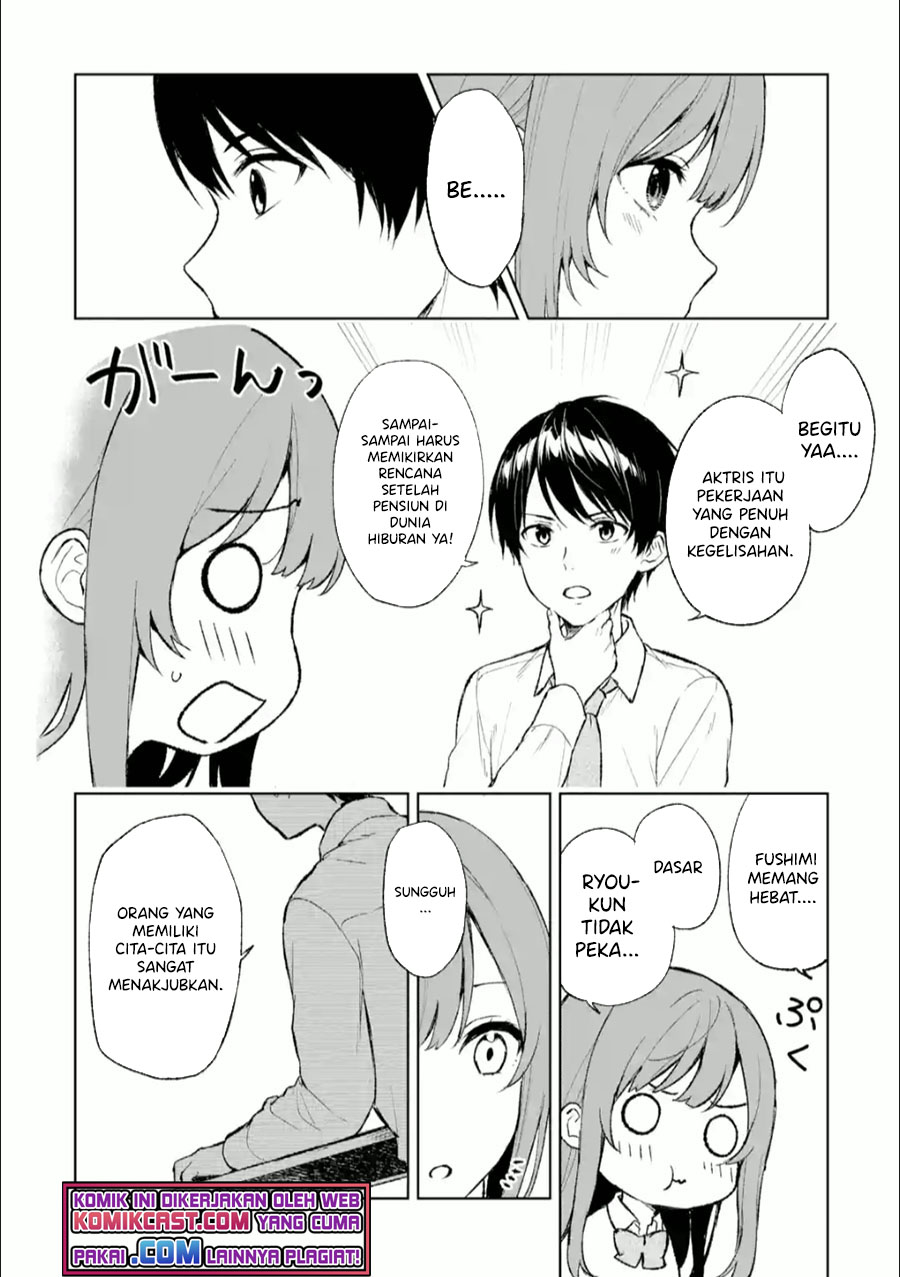 BE.....
BEGITU
YAA....
AKTRIS ITU
PEKERJAAN
YANG PENUH
DENGAN
KEGELISAHAN.
SAMPAI-
SAMPAI HARUS
MEMIKIRKAN
RENCANA
SETELAH
PENSIUN DI
DUNIA
HIBURAN YA!
がーんっ
FUSHIMI
MEMANG
HEBAT....
DASAR
RYOU-
KUN
TIDAK
PEKA...
ぷく
SUNGGUH
...
ORANG YANG
MEMILIKI
CITA-CITA ITU
SANGAT
MENAKJUBKAN.
KOMIK INI DIKERJAKAN OLEH WEB
KOMIKCAST.COM YANG CUMA
PAKAI .COM LAINNYA PLAGIAT!